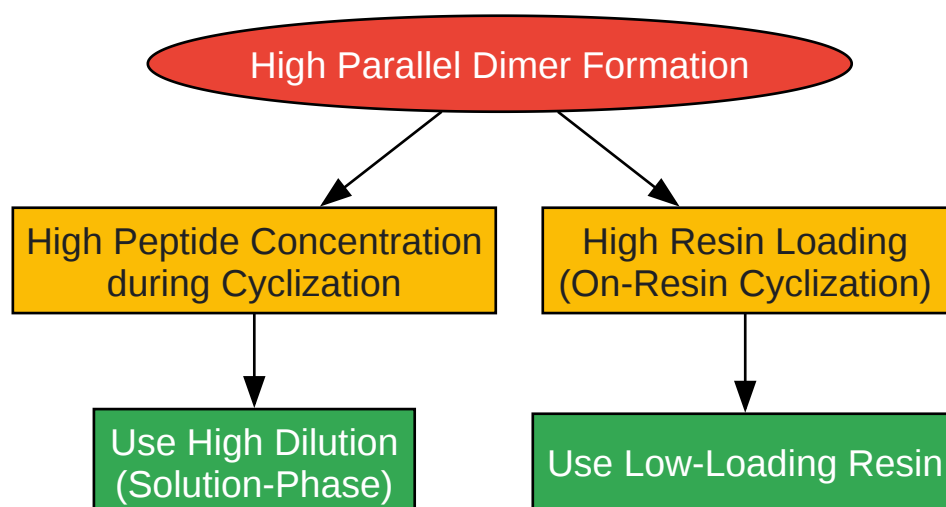 High Parallel Dimer Formation
High Peptide Concentration
during Cyclization
High Resin Loading
(On-Resin Cyclization)
Use High Dilution
(Solution-Phase)
Use Low-Loading Resin